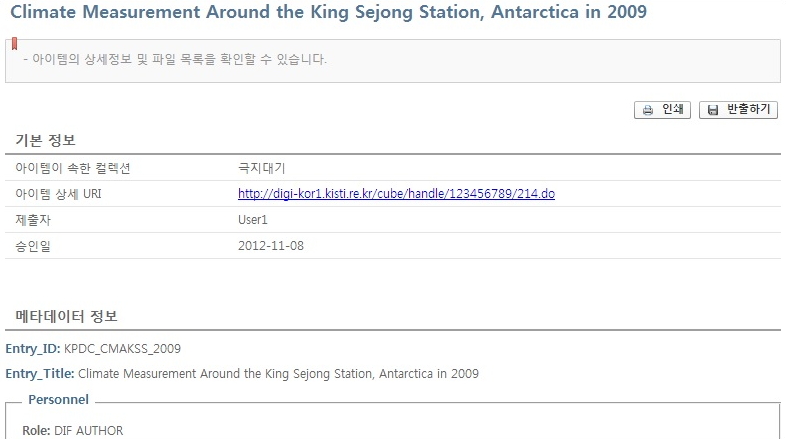 Climate Measurement Around the King Sejong Station, Antarctica in 2009
- 아이템의 상세정보 및 파일 목록을 확인할 수 있습니다.
인쇄 반출하기
기본 정보
아이템이 속한 컬렉션 극지대기
아이템 상세 URI http://digi-kor1.kisti.re.kr/cube/handle/123456789/214.do
제출자 User1
승인일 2012-11-08
메타데이터 정보
Entry_ID: KPDC_CMAKSS_2009
Entry_Title: Climate Measurement Around the King Sejong Station, Antarctica in 2009
Personnel
Role: DIF AUTHOR